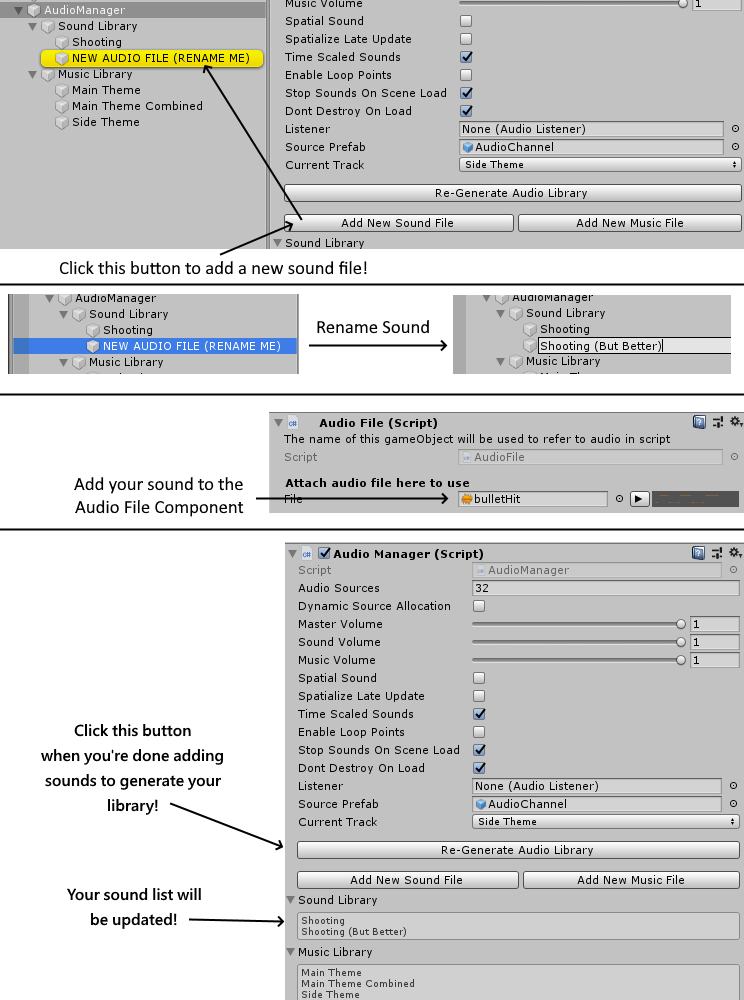 AudioManager
Sound Library
Shooting
NEW AUDIO FILE (RENAME ME)
Music Library
Main Theme
Main Theme Combined
Side Theme
Music Volume 1
Spatial Sound
Spatialize Late Update
Time Scaled Sounds
Enable Loop Points
Stop Sounds On Scene Load
Dont Destroy On Load
Listener None (Audio Listener)
Source Prefab AudioChannel
Current Track Side Theme
Re-Generate Audio Library
Add New Sound File Add New Music File
Sound Library
Click this button to add a new sound file!
AudioManager
Sound Library
Shooting
NEW AUDIO FILE (RENAME ME)
Music Library
Rename Sound
AudioManager
Sound Library
Shooting
Shooting (But Better)
Music Library
Audio File (Script)
The name of this gameObject will be used to refer to audio in script
Script AudioFile
Attach audio file here to use
File bulletHit
Add your sound to the
Audio File Component
Audio Manager (Script)
Script AudioManager
Audio Sources 32
Dynamic Source Allocation
Master Volume 1
Sound Volume 1
Music Volume 1
Spatial Sound
Spatialize Late Update
Time Scaled Sounds
Enable Loop Points
Stop Sounds On Scene Load
Dont Destroy On Load
Listener None (Audio Listener)
Source Prefab AudioChannel
Current Track Side Theme
Re-Generate Audio Library
Add New Sound File Add New Music File
Sound Library
Shooting
Shooting (But Better)
Music Library
Main Theme
Main Theme Combined
Side Theme
Click this button
when you're done adding
sounds to generate your
library!
Your sound list will
be updated!